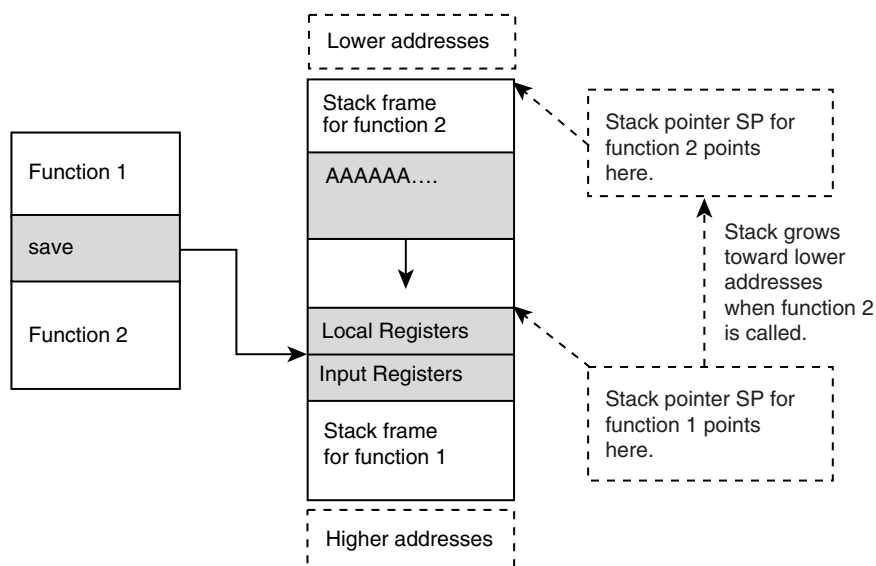 Lower addresses
Stack frame
for function 2
AAAAAA....
Local Registers
Input Registers
Stack frame
for function 1
Higher addresses
Function 1
save
Function 2
Stack pointer SP for
function 2 points
here.
Stack grows
toward lower
addresses
when function 2
is called.
Stack pointer SP for
function 1 points
here.